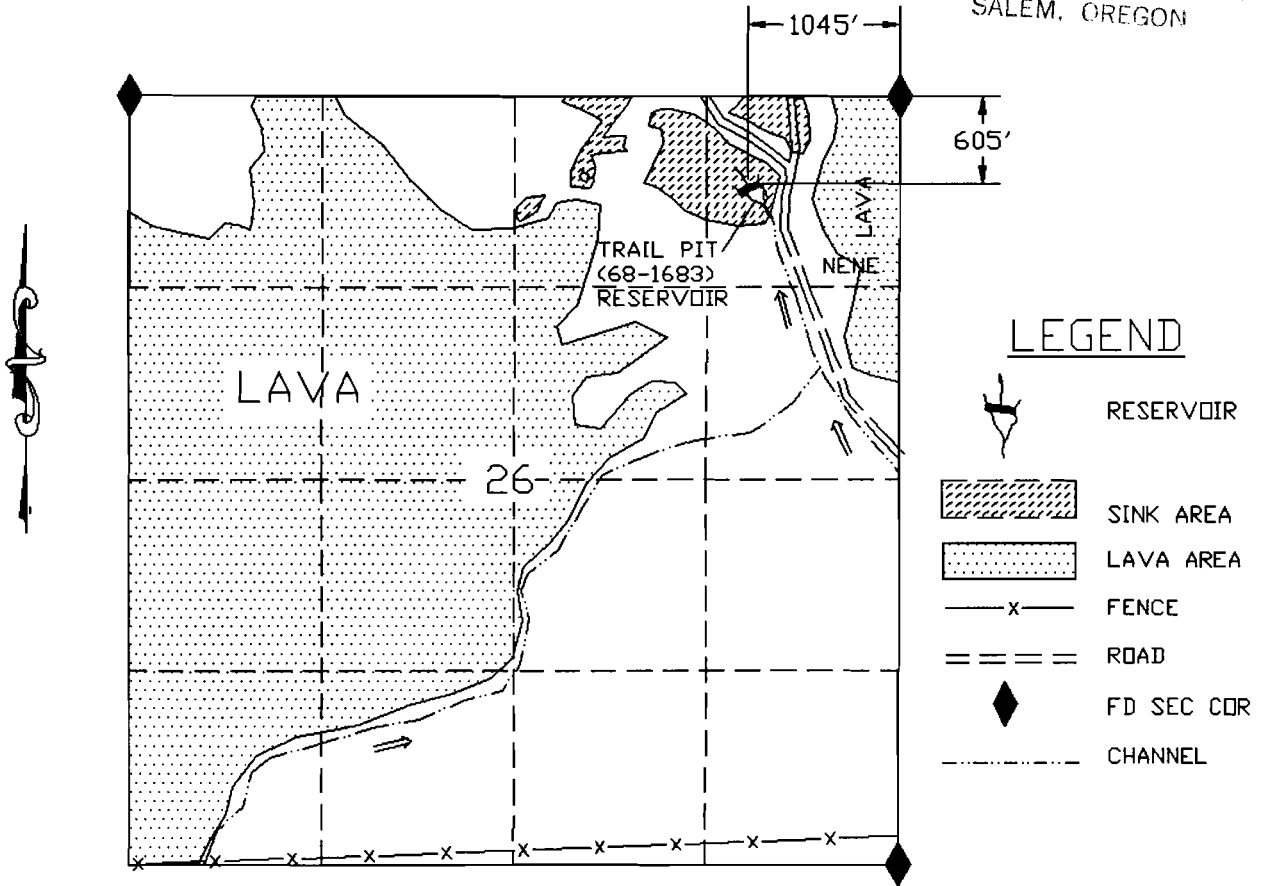 SALEM, OREGON
1045'
605'
LAVA
TRAIL PIT
(68-1683)
RESERVOIR
NENE
LAVA
26
LEGEND
RESERVOIR
SINK AREA
LAVA AREA
x FENCE
ROAD
FD SEC COR
CHANNEL
x x x x x x x x x x